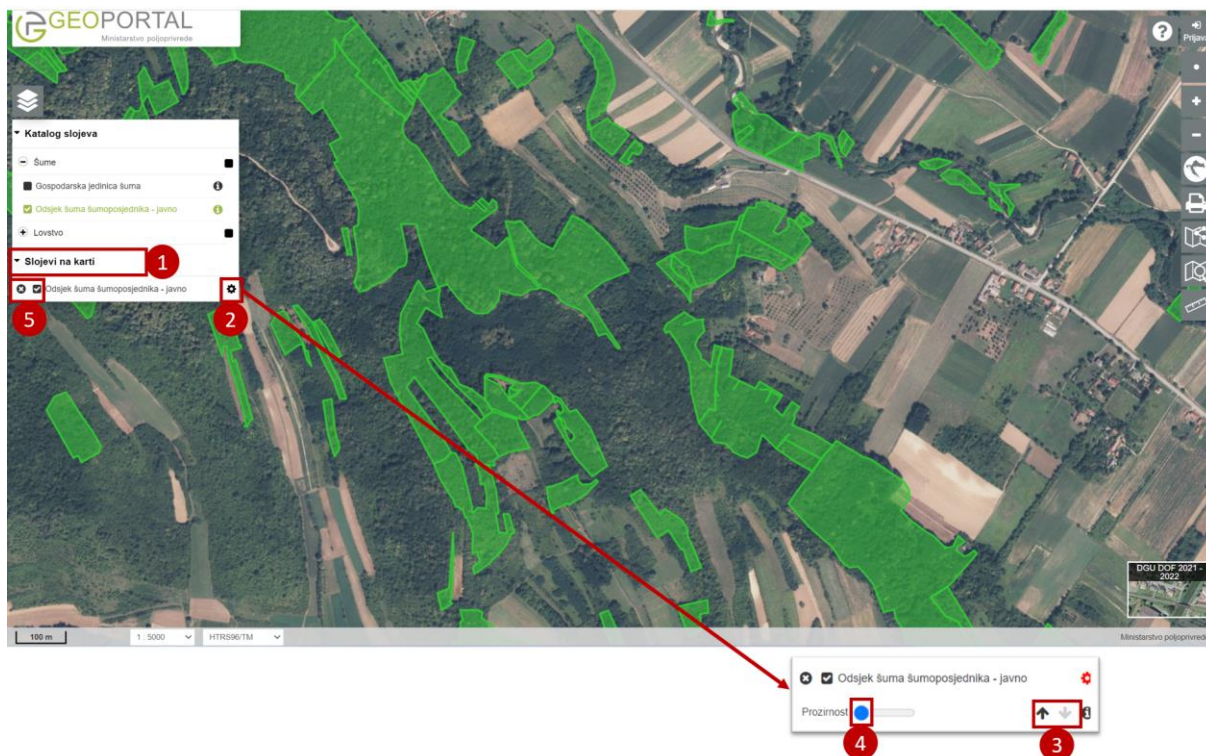 GEOPORTAL
Ministarstvo poljoprivrede
Prijava
Katalog slojeva
Šume
Gospodarska jedinica šuma
Odsjek šuma šumoposjednika - javno
Lovstvo
Slojevi na karti
1
Odsjek šuma šumoposjednika - javno
5
2
DGU DOF 2021 -
2022
100 m
1 : 5000
HTRS96/TM
Ministarstvo poljoprivrede
Odsjek šuma šumoposjednika - javno
Prozirnost
4
3